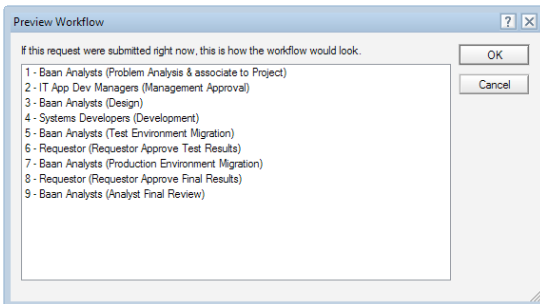 Preview Workflow
If this request were submitted right now, this is how the workflow would look.
OK
Cancel
1 - Baan Analysts (Problem Analysis & associate to Project)
2 - IT App Dev Managers (Management Approval)
3 - Baan Analysts (Design)
4 - Systems Developers (Development)
5 - Baan Analysts (Test Environment Migration)
6 - Requestor (Requestor Approve Test Results)
7 - Baan Analysts (Production Environment Migration)
8 - Requestor (Requestor Approve Final Results)
9 - Baan Analysts (Analyst Final Review)